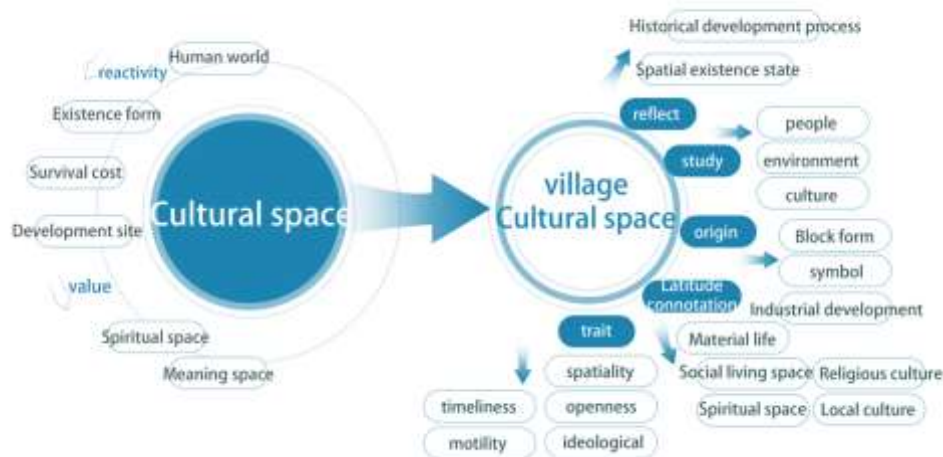 Human world
reactivity
Existence form
Survival cost
Development site
value
Spiritual space
Meaning space
Cultural space
village
Cultural space
Historical development process
Spatial existence state
reflect
people
study
environment
culture
origin
Block form
symbol
Industrial development
Latitude
connotation
Material life
Social living space
Religious culture
Spiritual space
Local culture
trait
spatiality
timeliness
openness
motility
ideological